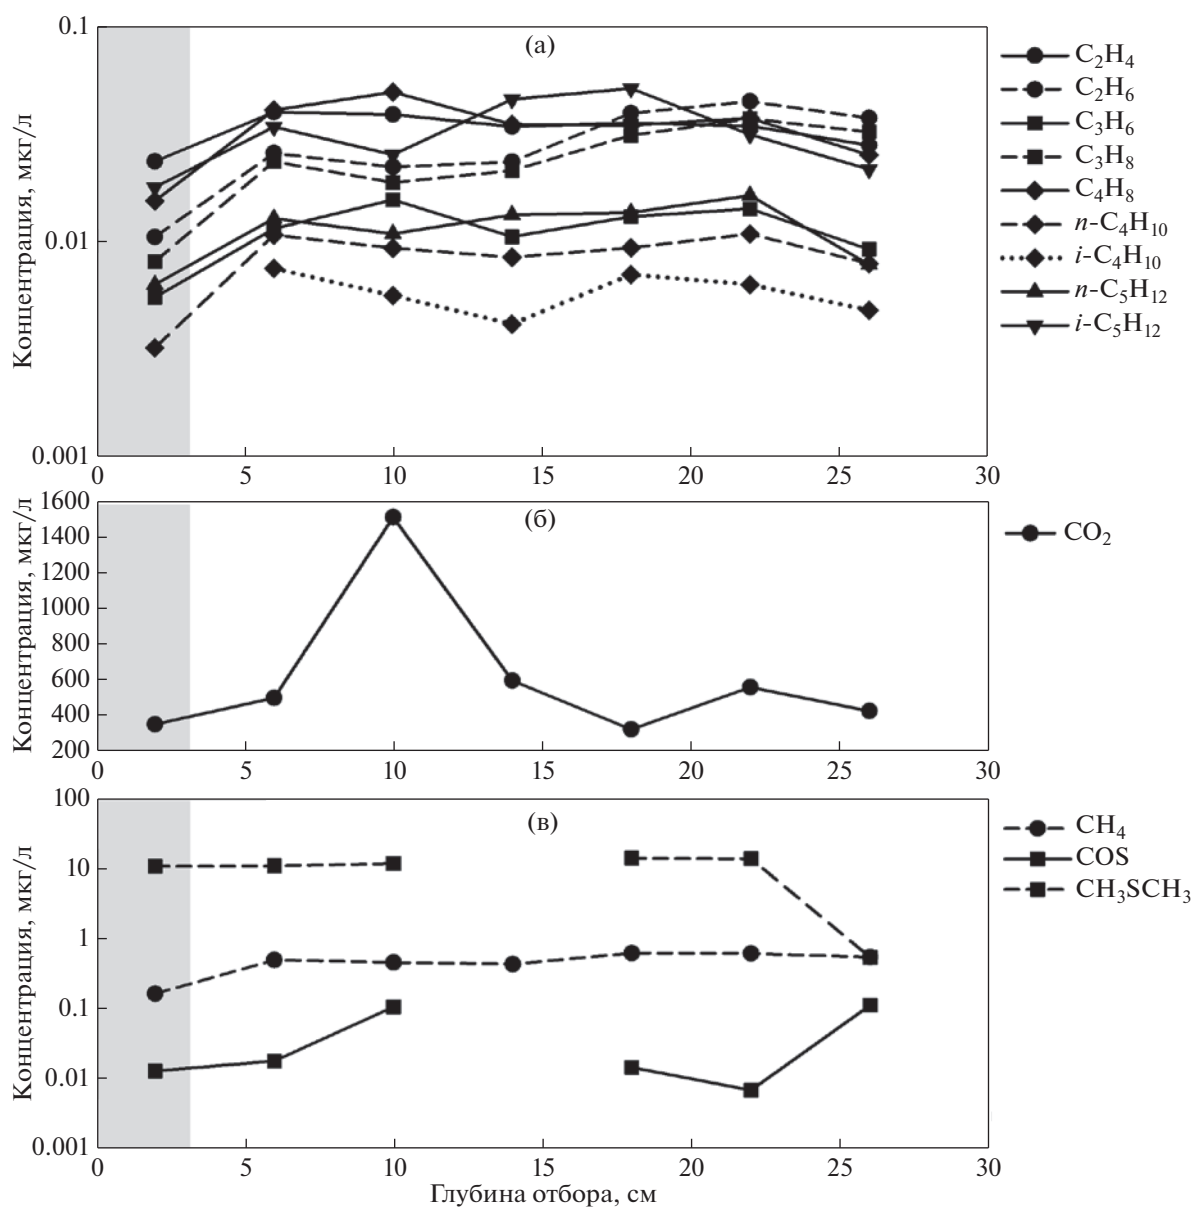 (а)
Концентрация, мкг/л
0.1
0.01
0.001
0 5 10 15 20 25 30
C₂H₄
C₂H₆
C₃H₆
C₃H₈
C₄H₈
n-C₄H₁₀
i-C₄H₁₀
n-C₅H₁₂
i-C₅H₁₂
(б)
Концентрация, мкг/л
1600
1400
1200
1000
800
600
400
200
0 5 10 15 20 25 30
CO₂
(в)
Концентрация, мкг/л
100
10
1
0.1
0.01
0.001
0 5 10 15 20 25 30
Глубина отбора, см
CH₄
COS
CH₃SCH₃